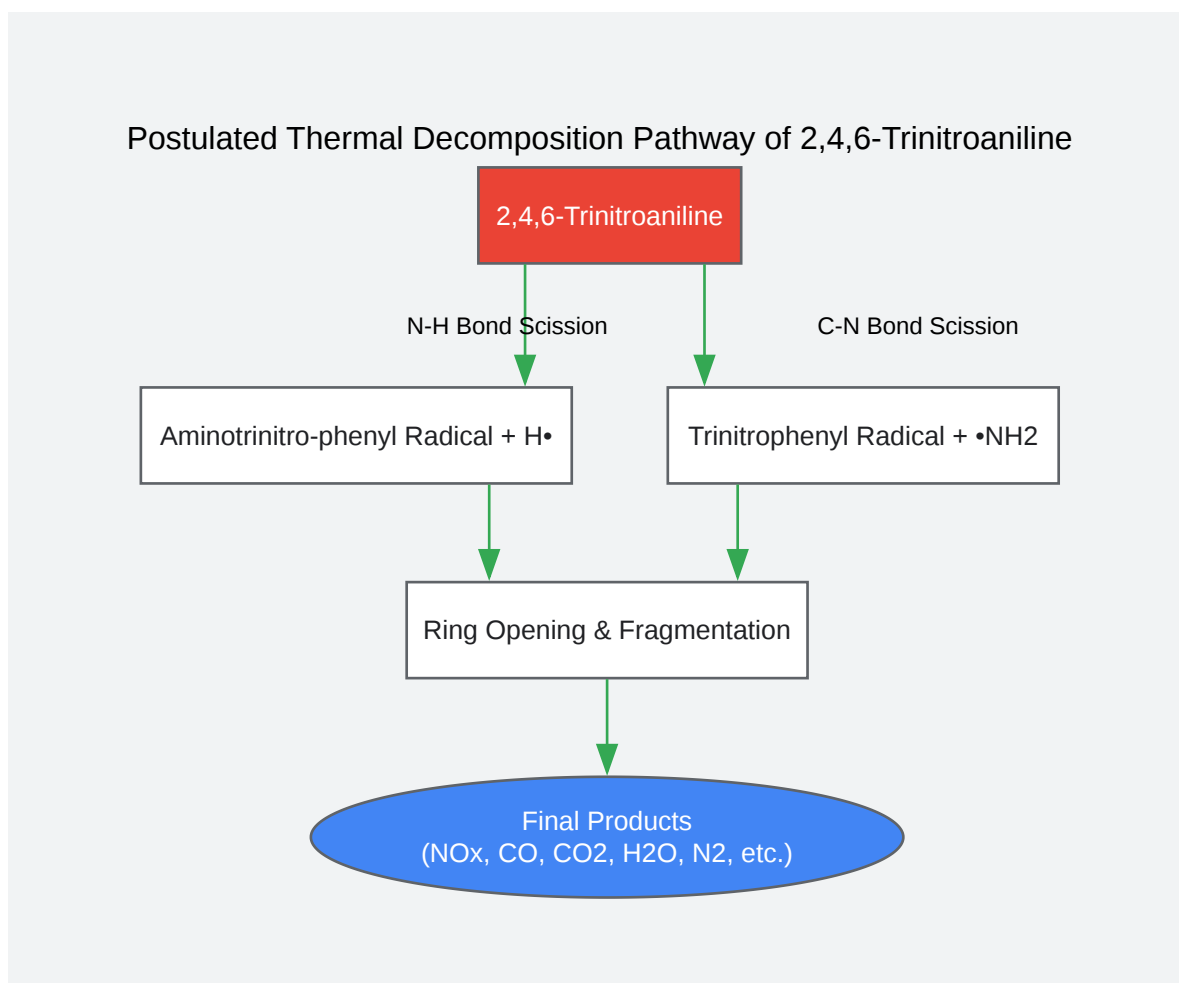 Postulated Thermal Decomposition Pathway of 2,4,6-Trinitroaniline
2,4,6-Trinitroaniline
N-H Bond Scission
C-N Bond Scission
Aminotrinitro-phenyl Radical + H•
Trinitrophenyl Radical + •NH2
Ring Opening & Fragmentation
Final Products
(NOx, CO, CO2, H2O, N2, etc.)